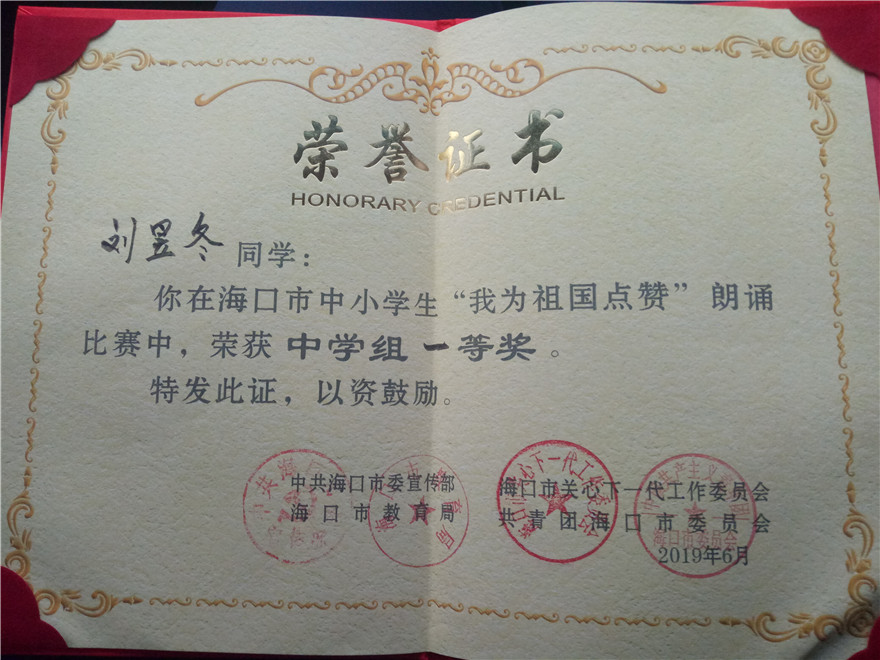 荣誉证书
HONORARY CREDENTIAL
刘昱冬 同学：
你在海口市中小学生“我为祖国点赞”朗诵
比赛中，荣获 中学组 一等奖 。
特发此证，以资鼓励。
中共海口市委宣传部
海口市教育局
海口市关心下一代工作委员会
共青团海口市委员会
2019年6月